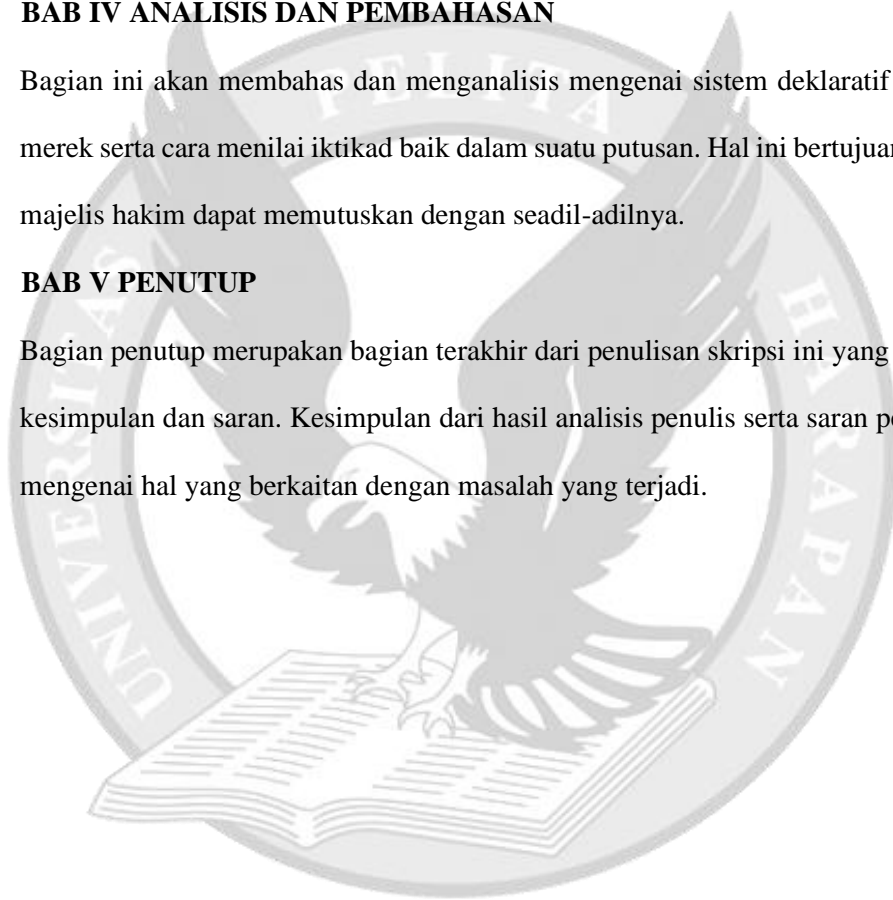 BAB IV ANALISIS DAN PEMBAHASAN
Bagian ini akan membahas dan menganalisis mengenai sistem deklaratif
merek serta cara menilai iktikad baik dalam suatu putusan. Hal ini bertujuan
majelis hakim dapat memutuskan dengan seadil-adilnya.
BAB V PENUTUP
Bagian penutup merupakan bagian terakhir dari penulisan skripsi ini yang
kesimpulan dan saran. Kesimpulan dari hasil analisis penulis serta saran pe
mengenai hal yang berkaitan dengan masalah yang terjadi.
UNIVERSITAS PELITA HARAPAN